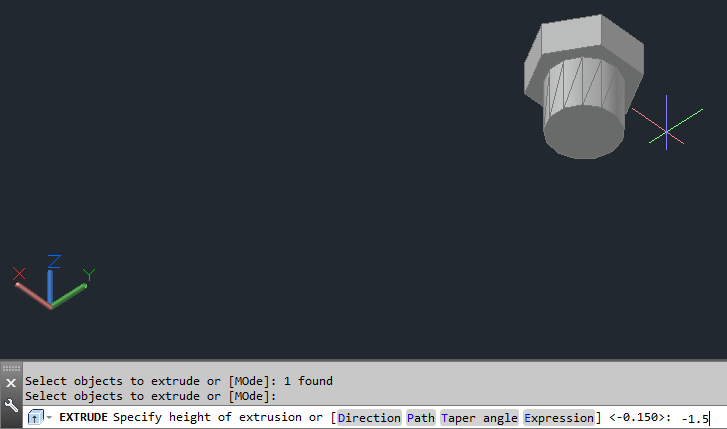 Z
X
Y
Select objects to extrude or [MOde]: 1 found
Select objects to extrude or [MOde]:
EXTRUDE Specify height of extrusion or [Direction Path Taper angle Expression] <-0.150>: -1.5